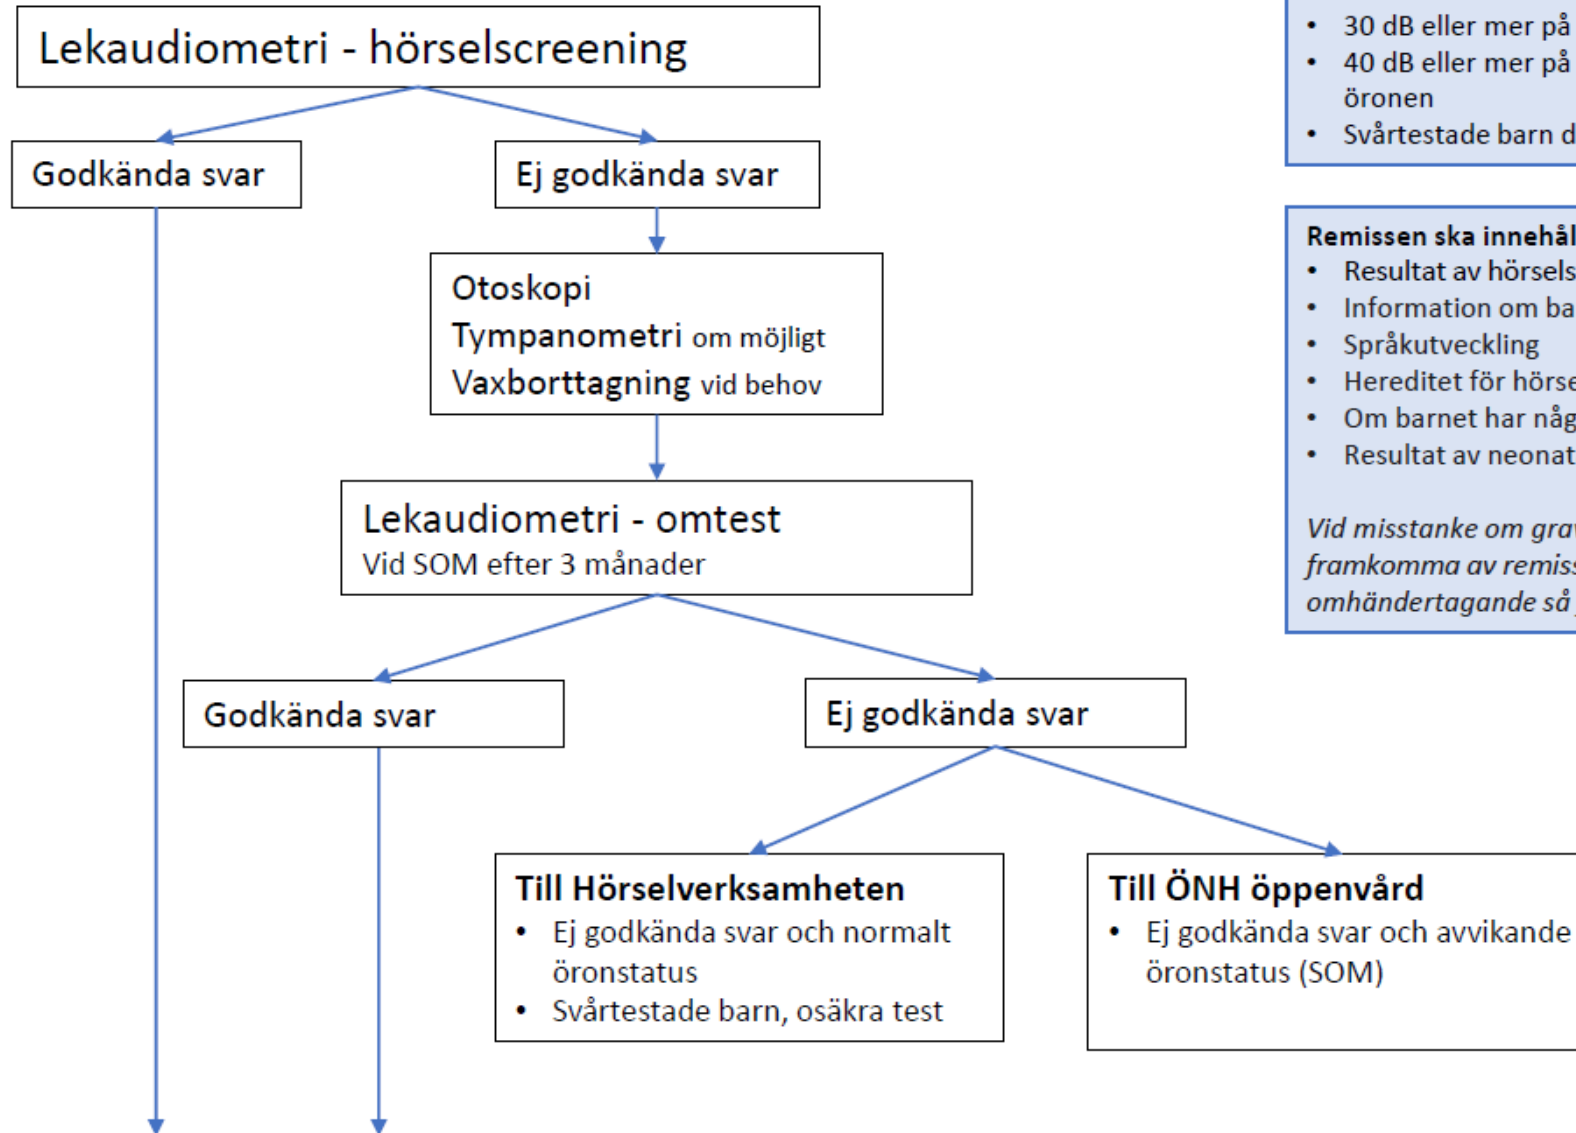 Lekaudiometri - hörselscreening
Godkända svar
Ej godkända svar
Otoskopi
Tympanometri om möjligt
Vaxborttagning vid behov
Lekaudiometri - omtest
Vid SOM efter 3 månader
Godkända svar
Ej godkända svar
Till Hörselverksamheten
• Ej godkända svar och normalt
öronstatus
• Svårtestade barn, osäkra test
Till ÖNH öppenvård
• Ej godkända svar och avvikande
öronstatus (SOM)
• 30 dB eller mer på
• 40 dB eller mer på
öronen
• Svårtestade barn
Remissen ska
• Resultat av
• Information om
• Språkutveckling
• Hereditet för
• Om barnet har
• Resultat av
Vid misstanke om
framkomma av
omhändertagande så